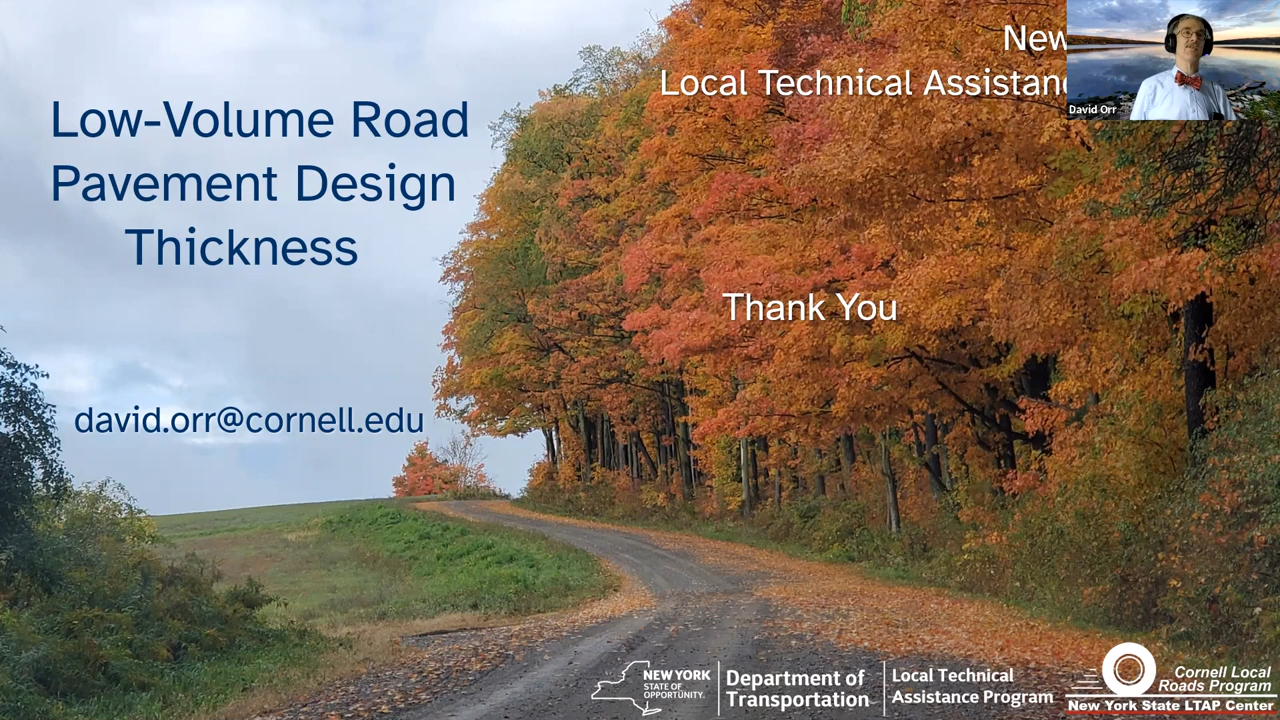 Low-Volume Road
Pavement Design
Thickness
david.orr@cornell.edu
New
Local Technical Assistanc
David Orr
Thank You
NEW YORK
STATE OF
OPPORTUNITY.
Department of
Transportation
Local Technical
Assistance Program
Cornell Local
Roads Program
New York State LTAP Center